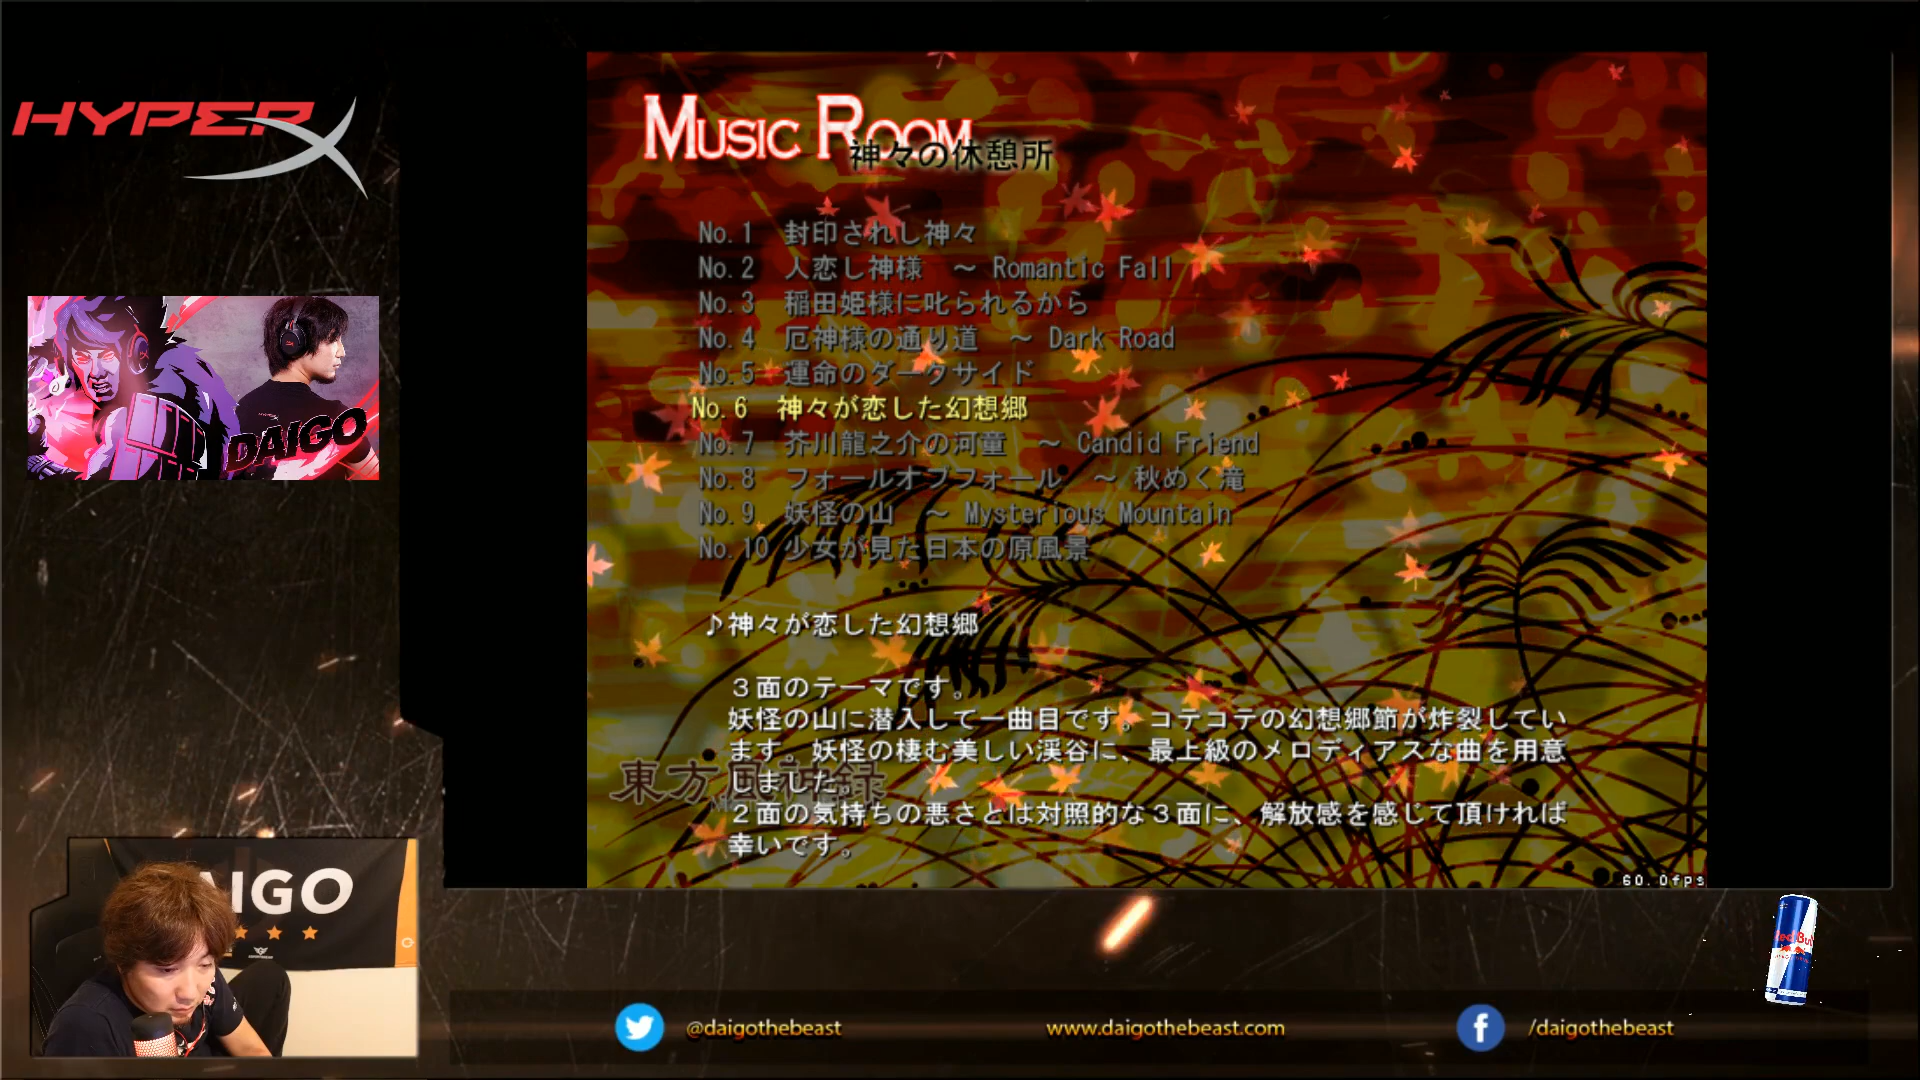 HYPERX
DAIGO
MUSIC ROOM
神々の休憩所
No.1 封印されし神々
No.2 人恋し神様 ～ Romantic Fall
No.3 稲田姫様に叱られるから
No.4 厄神様の通り道 ～ Dark Road
No.5 運命のダークサイド
No.6 神々が恋した幻想郷
No.7 芥川龍之介の河童 ～ Candid Friend
No.8 フォールオブフォール ～ 秋めく滝
No.9 妖怪の山 ～ Mysterious Mountain
No.10 少女が見た日本の原風景
♪神々が恋した幻想郷
３面のテーマです。
妖怪の山に潜入して一曲目です。コテコテの幻想郷節が炸裂してい
ます。妖怪の棲む美しい渓谷に、最上級のメロディアスな曲を用意
しました。
２面の気持ちの悪さとは対照的な３面に、解放感を感じて頂ければ
幸いです。
東方風神録
60.0fps
AIGO
Red Bull
@daigothebeast
www.daigothebeast.com
/daigothebeast